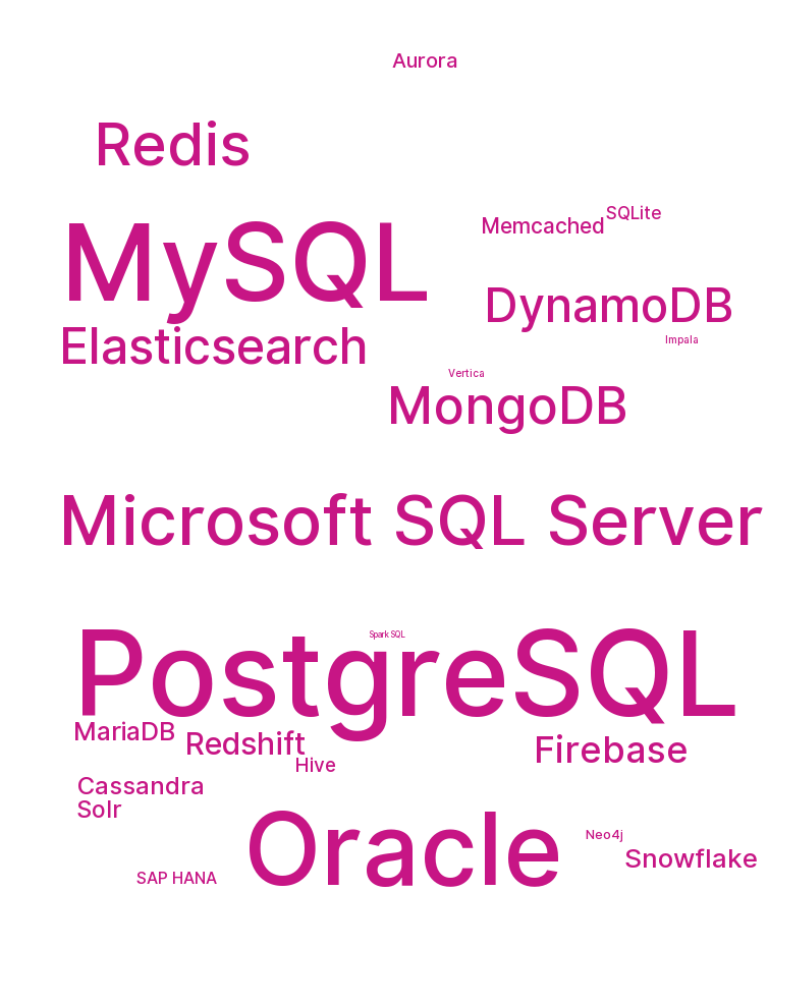 Aurora
Redis
SQLite
Memcached
MySQL
DynamoDB
Impala
Elasticsearch
Vertica
MongoDB
Microsoft SQL Server
Spark SQL
PostgreSQL
MariaDB
Redshift
Firebase
Hive
Cassandra
Solr
Neo4j
Oracle
Snowflake
SAP HANA